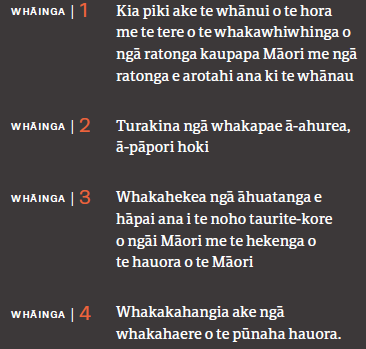 WHĀINGA | 1 Kia piki ake te whānui o te hora
me te tere o te whakawhiwhinga o
ngā ratonga kaupapa Māori me ngā
ratonga e arotahi ana ki te whānau
WHĀINGA | 2 Turakina ngā whakapae ā-ahurea,
ā-pāpori hoki
WHĀINGA | 3 Whakahekea ngā āhuatanga e
hāpai ana i te noho taurite-kore
o ngāi Māori me te hekenga o
te hauora o te Māori
WHĀINGA | 4 Whakakahangia ake ngā
whakahaere o te pūnaha hauora.